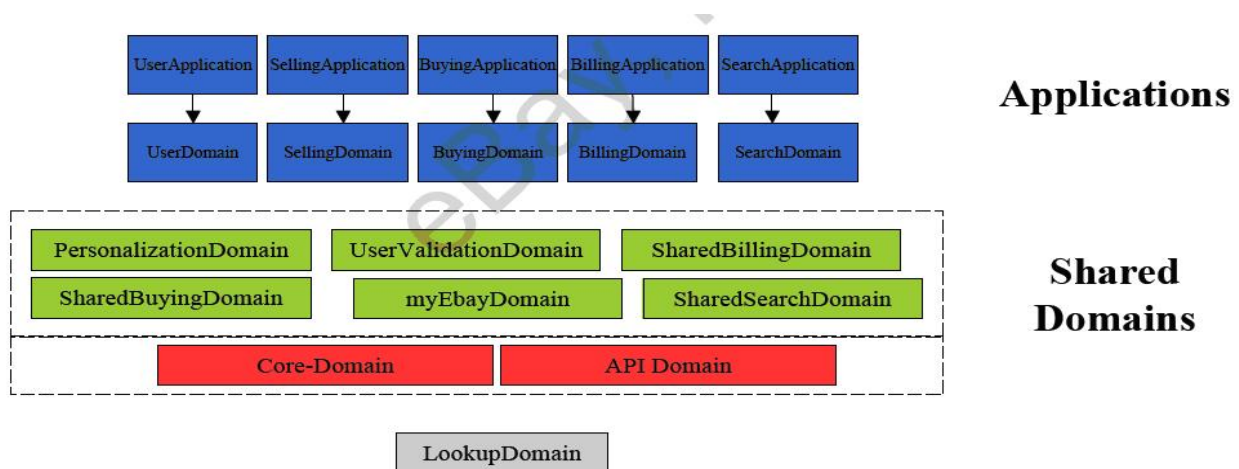 UserApplication SellingApplication BuyingApplication BillingApplication SearchApplication
Applications
UserDomain SellingDomain BuyingDomain BillingDomain SearchDomain
eBay
PersonalizationDomain UserValidationDomain SharedBillingDomain
SharedBuyingDomain myEbayDomain SharedSearchDomain
Shared
Domains
Core-Domain API Domain
LookupDomain